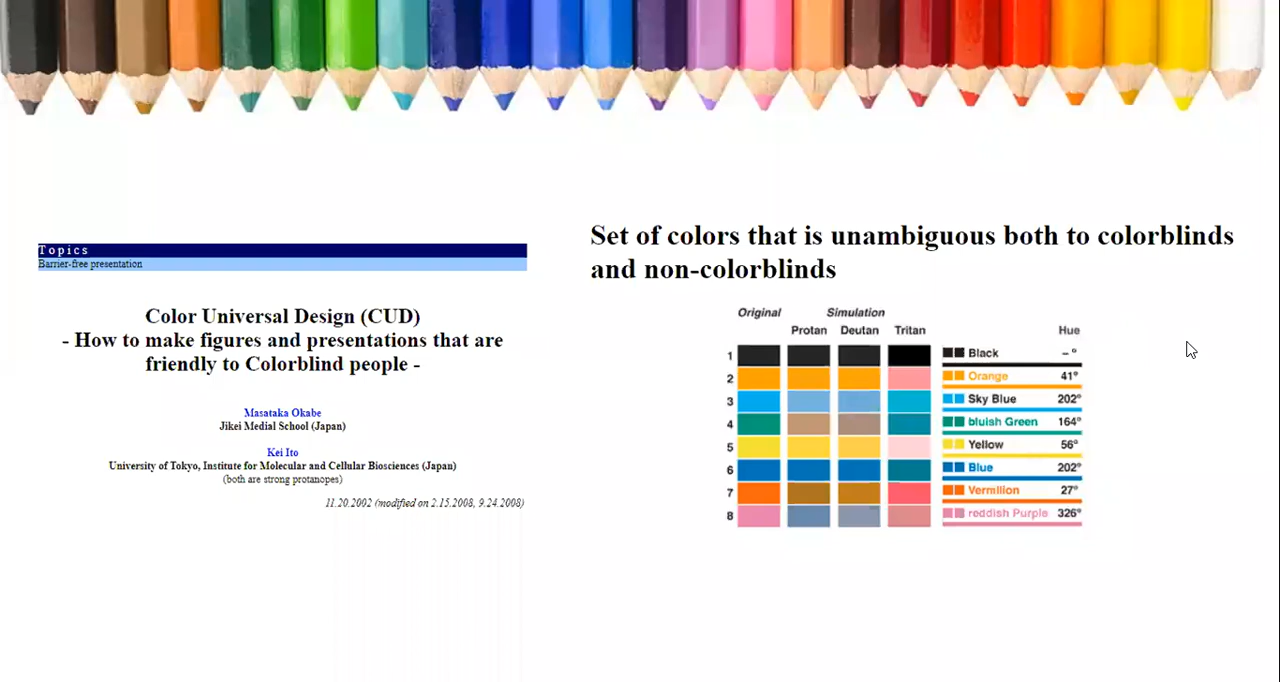 Topics
Barrier-free presentation
Color Universal Design (CUD)
- How to make figures and presentations that are
friendly to Colorblind people -
Masataka Okabe
Jikei Medial School (Japan)
Kei Ito
University of Tokyo, Institute for Molecular and Cellular Biosciences (Japan)
(both are strong protanopes)
11.20.2002 (modified on 2.15.2008, 9.24.2008)
Set of colors that is unambiguous both to colorblinds
and non-colorblinds
Original Simulation
Protan Deutan Tritan Hue
1 Black – °
2 Orange 41°
3 Sky Blue 202°
4 bluish Green 164°
5 Yellow 56°
6 Blue 202°
7 Vermilion 27°
8 reddish Purple 326°